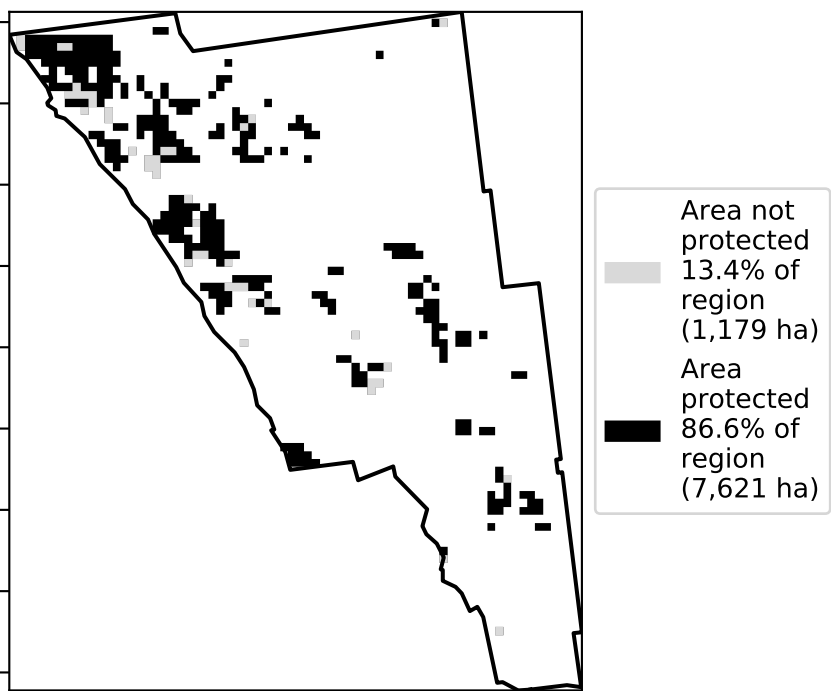 Area not
protected
13.4% of
region
(1,179 ha)
Area
protected
86.6% of
region
(7,621 ha)